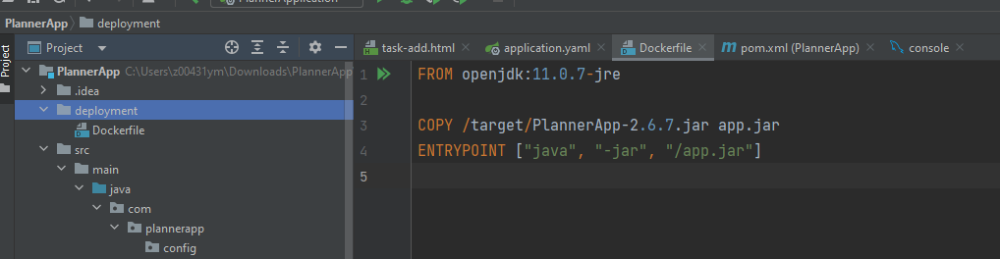 PlannerApplication
PlannerApp deployment
Project
Project
task-add.html
application.yaml
Dockerfile
pom.xml (PlannerApp)
console
PlannerApp C:\Users\z00431ym\Downloads\PlannerApp
.idea
deployment
Dockerfile
src
main
java
com
plannerapp
config
1 FROM openjdk:11.0.7-jre
2
3 COPY /target/PlannerApp-2.6.7.jar app.jar
4 ENTRYPOINT ["java", "-jar", "/app.jar"]
5